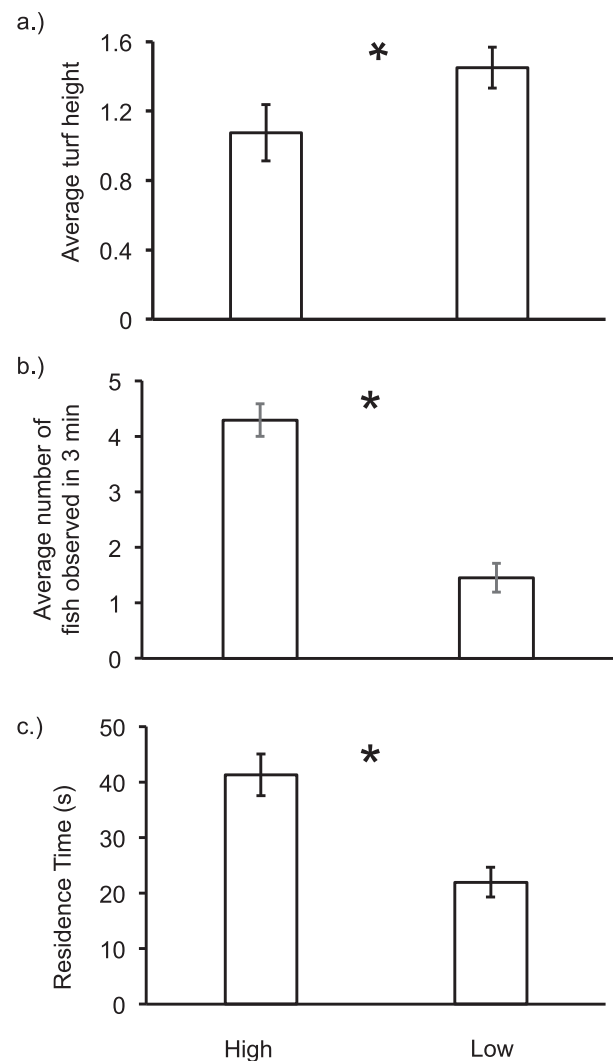 a.)
1.6
1.2
0.8
0.4
0
Average turf height
*
b.)
5
4
3
2
1
0
Average number of
fish observed in 3 min
*
c.)
50
40
30
20
10
0
Residence Time (s)
*
High
Low